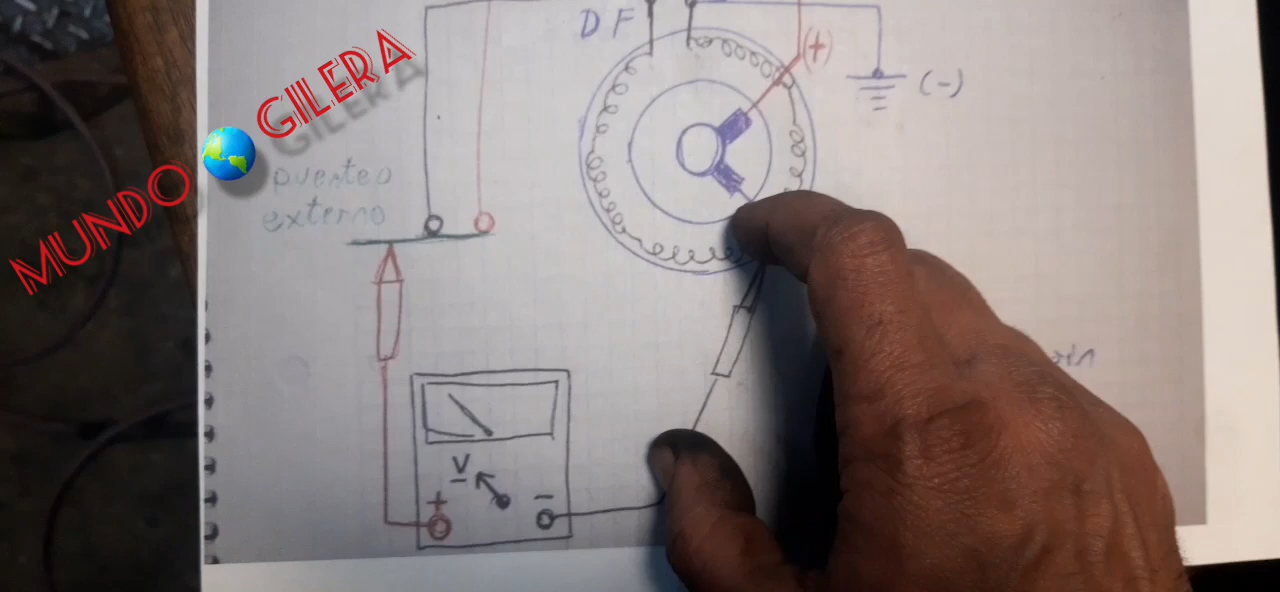 DF
(+)
(-)
MUNDO GILERA
puenteo
externo
V
+
-